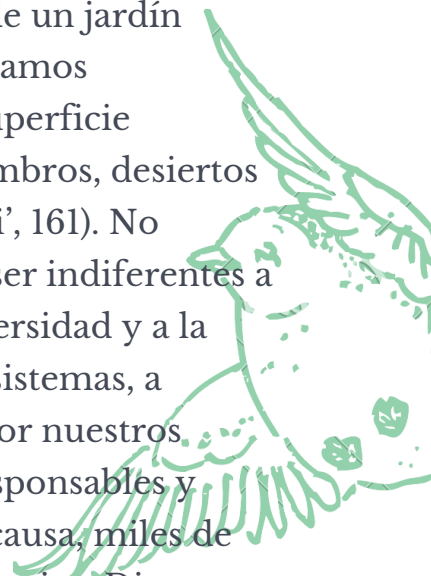 e un jardín
amos
perficie
mbros, desiertos
i’, 161). No
ser indiferentes a
ersidad y a la
sistemas, a
or nuestros
sponsables y
causa, miles de